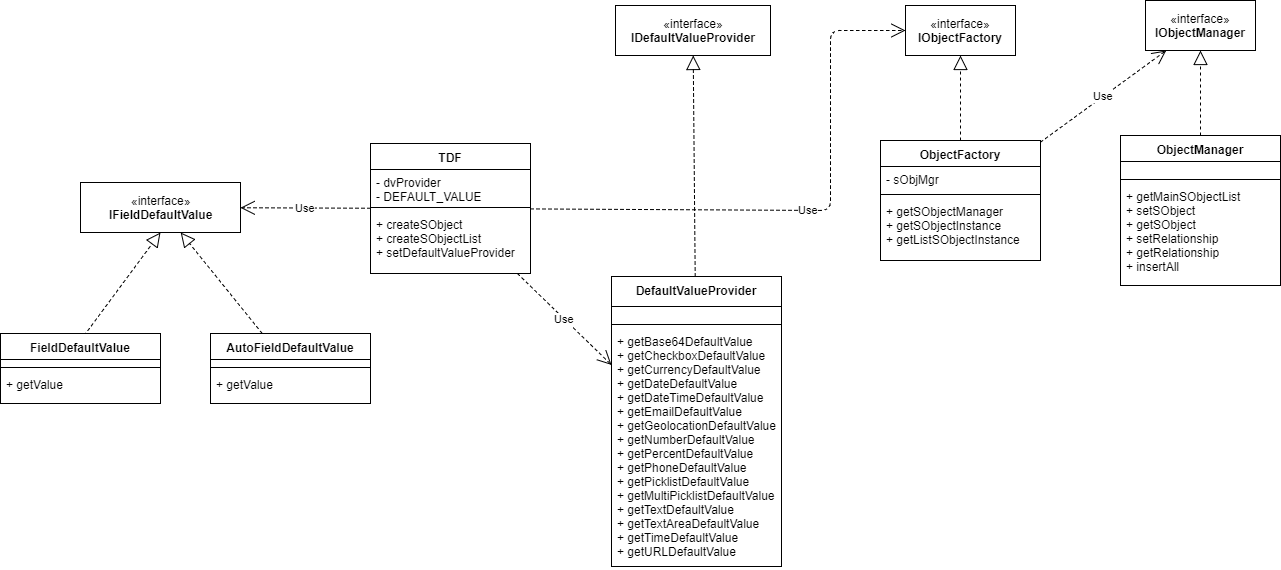 «interface»
IDefaultValueProvider
«interface»
IObjectFactory
«interface»
IObjectManager
Use
TDF
- dvProvider
- DEFAULT_VALUE
+ createSObject
+ createSObjectList
+ setDefaultValueProvider
ObjectFactory
- sObjMgr
+ getSObjectManager
+ getSObjectInstance
+ getListSObjectInstance
ObjectManager
+ getMainSObjectList
+ setSObject
+ getSObject
+ setRelationship
+ getRelationship
+ insertAll
«interface»
IFieldDefaultValue
Use
Use
Use
DefaultValueProvider
+ getBase64DefaultValue
+ getCheckboxDefaultValue
+ getCurrencyDefaultValue
+ getDateDefaultValue
+ getDateTimeDefaultValue
+ getEmailDefaultValue
+ getGeolocationDefaultValue
+ getNumberDefaultValue
+ getPercentDefaultValue
+ getPhoneDefaultValue
+ getPicklistDefaultValue
+ getMultiPicklistDefaultValue
+ getTextDefaultValue
+ getTextAreaDefaultValue
+ getTimeDefaultValue
+ getURLDefaultValue
FieldDefaultValue
+ getValue
AutoFieldDefaultValue
+ getValue